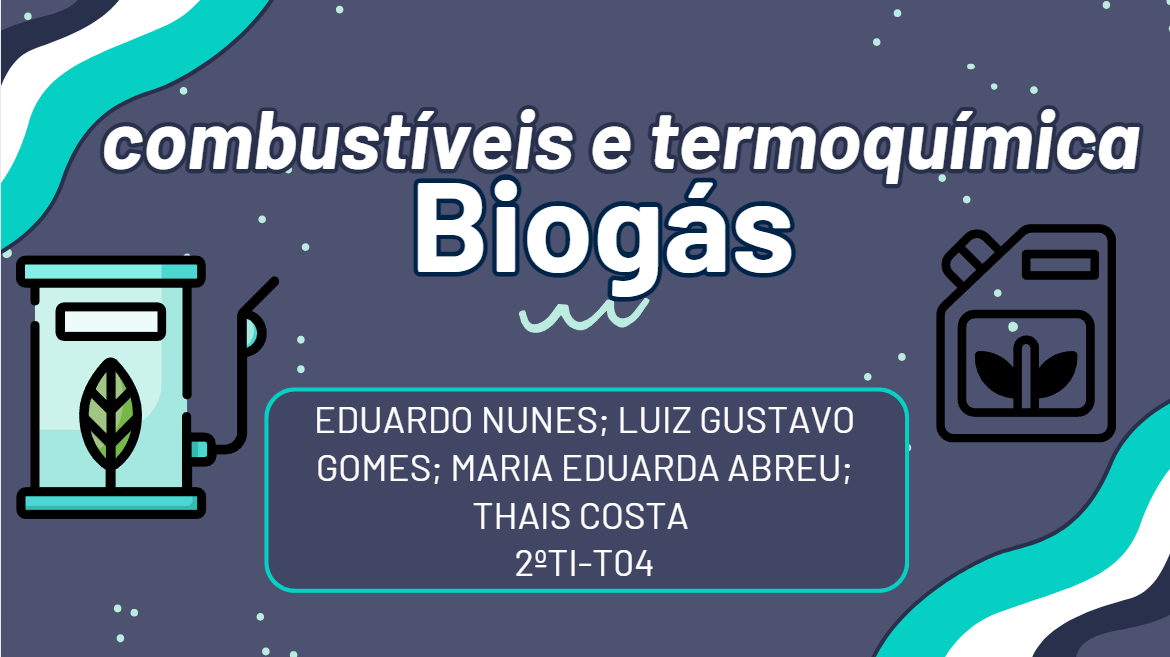 combustíveis e termoquímica
Biogás
EDUARDO NUNES; LUIZ GUSTAVO
GOMES; MARIA EDUARDA ABREU;
THAIS COSTA
2ºTI-T04